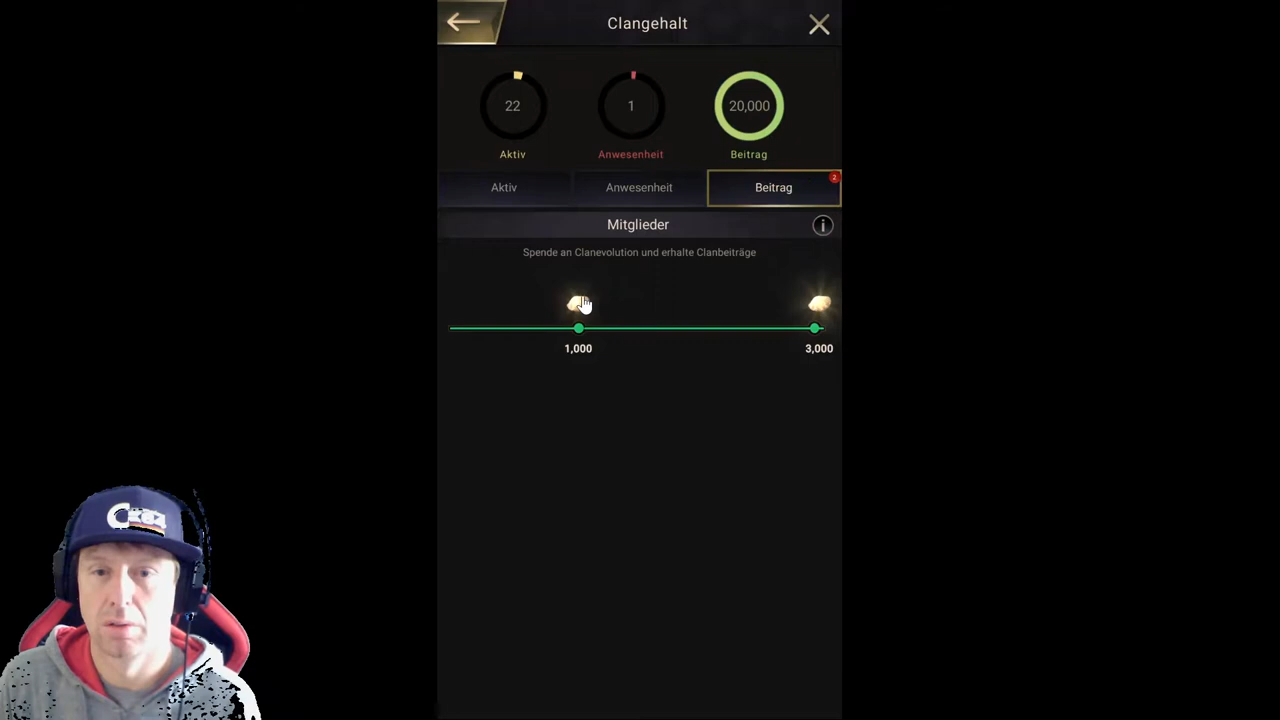 Clangehalt
22
1
20,000
Aktiv
Anwesenheit
Beitrag
Aktiv
Anwesenheit
Beitrag
2
Mitglieder
i
Spende an Clanevolution und erhalte Clanbeiträge
1,000
3,000